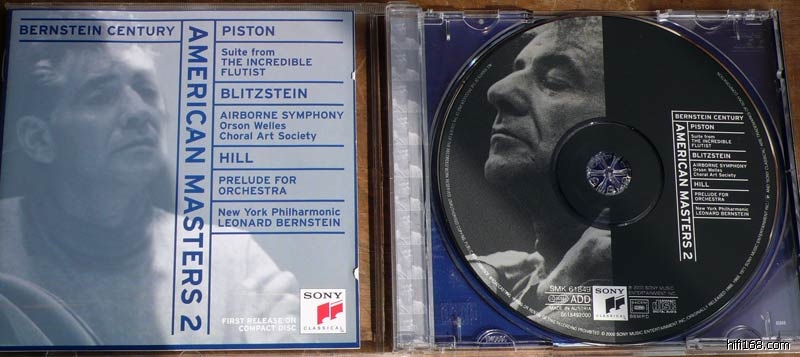 BERNSTEIN CENTURY
AMERICAN MASTERS 2
PISTON
Suite from
THE INCREDIBLE
FLUTIST
BLITZSTEIN
AIRBORNE SYMPHONY
Orson Welles
Choral Art Society
HILL
PRELUDE FOR
ORCHESTRA
New York Philharmonic
LEONARD BERNSTEIN
FIRST RELEASE ON
COMPACT DISC
SONY
CLASSICAL
BERNSTEIN CENTURY
AMERICAN MASTERS 2
PISTON
Suite from
THE INCREDIBLE
FLUTIST
BLITZSTEIN
AIRBORNE SYMPHONY
Orson Welles
Choral Art Society
HILL
PRELUDE FOR
ORCHESTRA
New York Philharmonic
LEONARD BERNSTEIN
SMK 61849
ADD
MADE IN AUSTRIA
SONY
CLASSICAL
hifi168.com